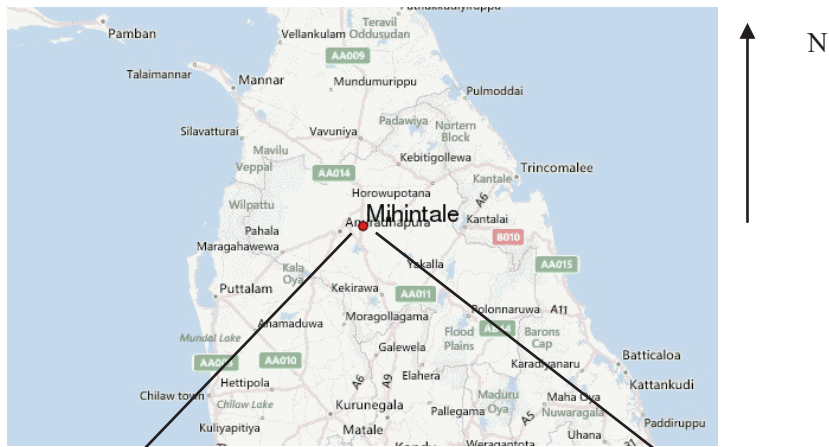 Pamban
Teravil
Oddusudan
Vellankulam
AA009
N
Talaimannar
Mannar
Mundumurippu
Pulmoddai
Padawiya
Nortern
Block
Silavatturai
Vavuniya
Mavilu
Veppal
Kebitigollewa
AA014
Trincomalee
Kantale
Horowupotana
A6
Wilpattu
Mihintale
Kantalai
Pahala
Maragahawewa
B010
Kala
Oya
Yakalla
AA015
Puttalam
Kekirawa
AA011
Anamaduwa
Moragollagama
Polonnaruwa
A11
Mundal Lake
Flood
Plains
Barons
Cap
AA003
AA010
Galewela
Karadiyanaru
Batticaloa
Hettipola
A6
A9
Elahera
Kattankudi
Chilaw town
Chilaw Lake
Kurunegala
Pallegama
Maduru
Oya
Maha Oya
Nuwaragala
A5
Paddiruppu
Kuliyapitiya
Matale
Weragantota
Uhana